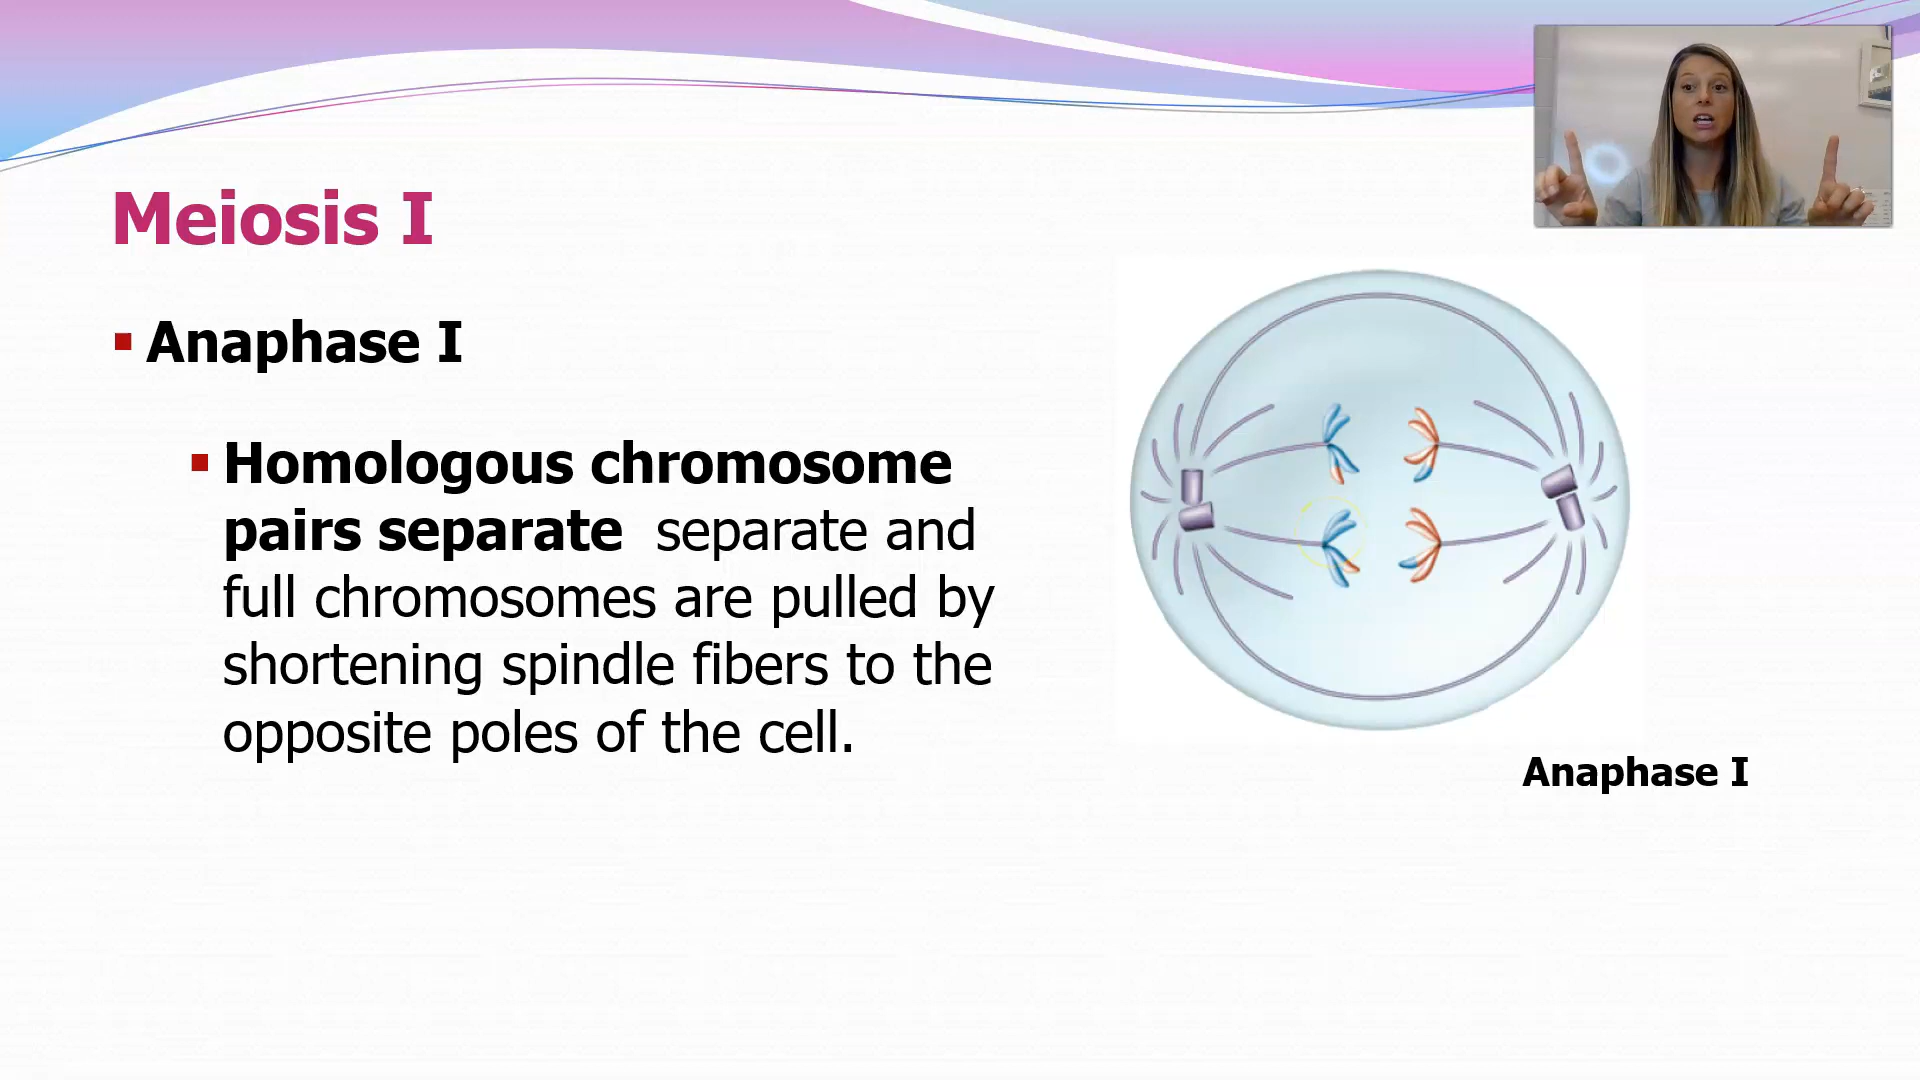 Meiosis I
Anaphase I
Homologous chromosome
pairs separate separate and
full chromosomes are pulled by
shortening spindle fibers to the
opposite poles of the cell.
Anaphase I